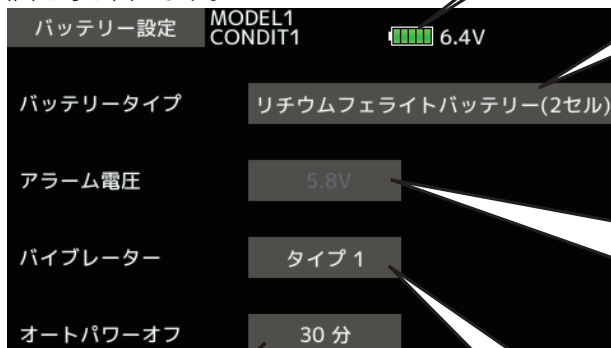 バッテリー設定
MODEL1
CONDIT1
6.4V
バッテリータイプ
リチウムフェライトバッテリー(2セル)
アラーム電圧
5.8V
バイブレーター
タイプ 1
オートパワーオフ
30 分